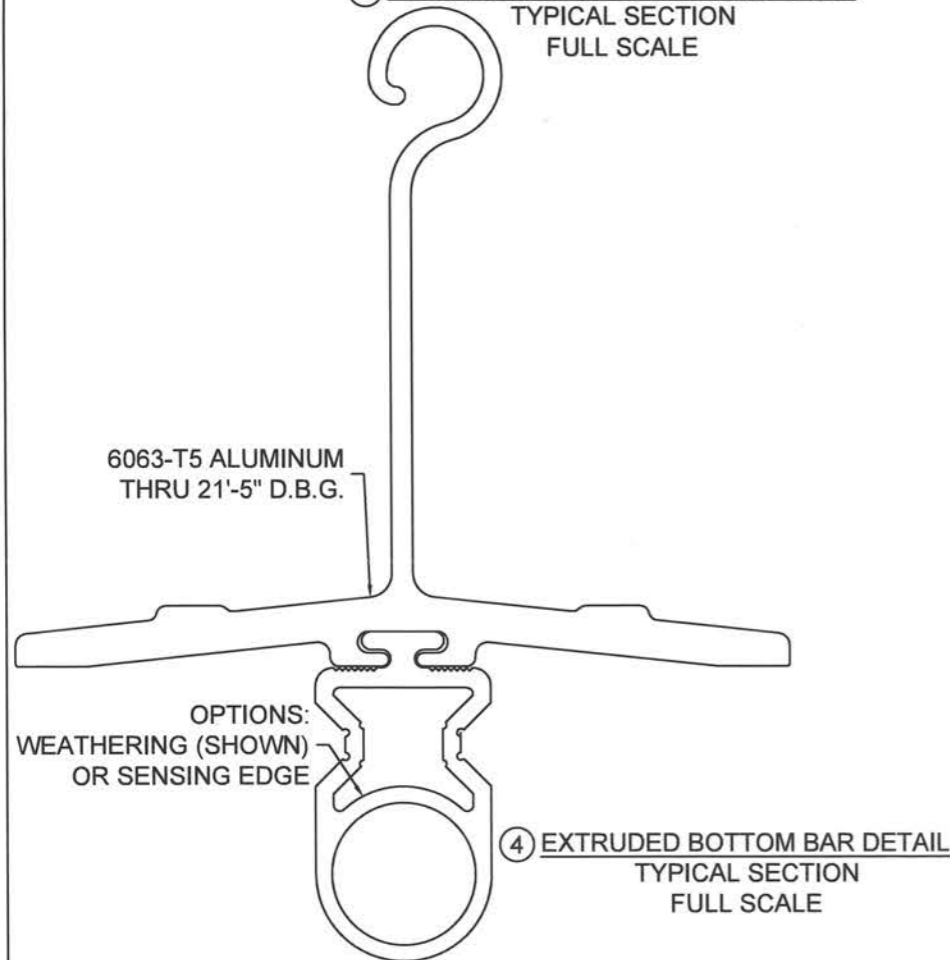 TYPICAL SECTION
FULL SCALE
6063-T5 ALUMINUM
THRU 21'-5" D.B.G.
OPTIONS:
WEATHERING (SHOWN)
OR SENSING EDGE
4 EXTRUDED BOTTOM BAR DETAIL
TYPICAL SECTION
FULL SCALE